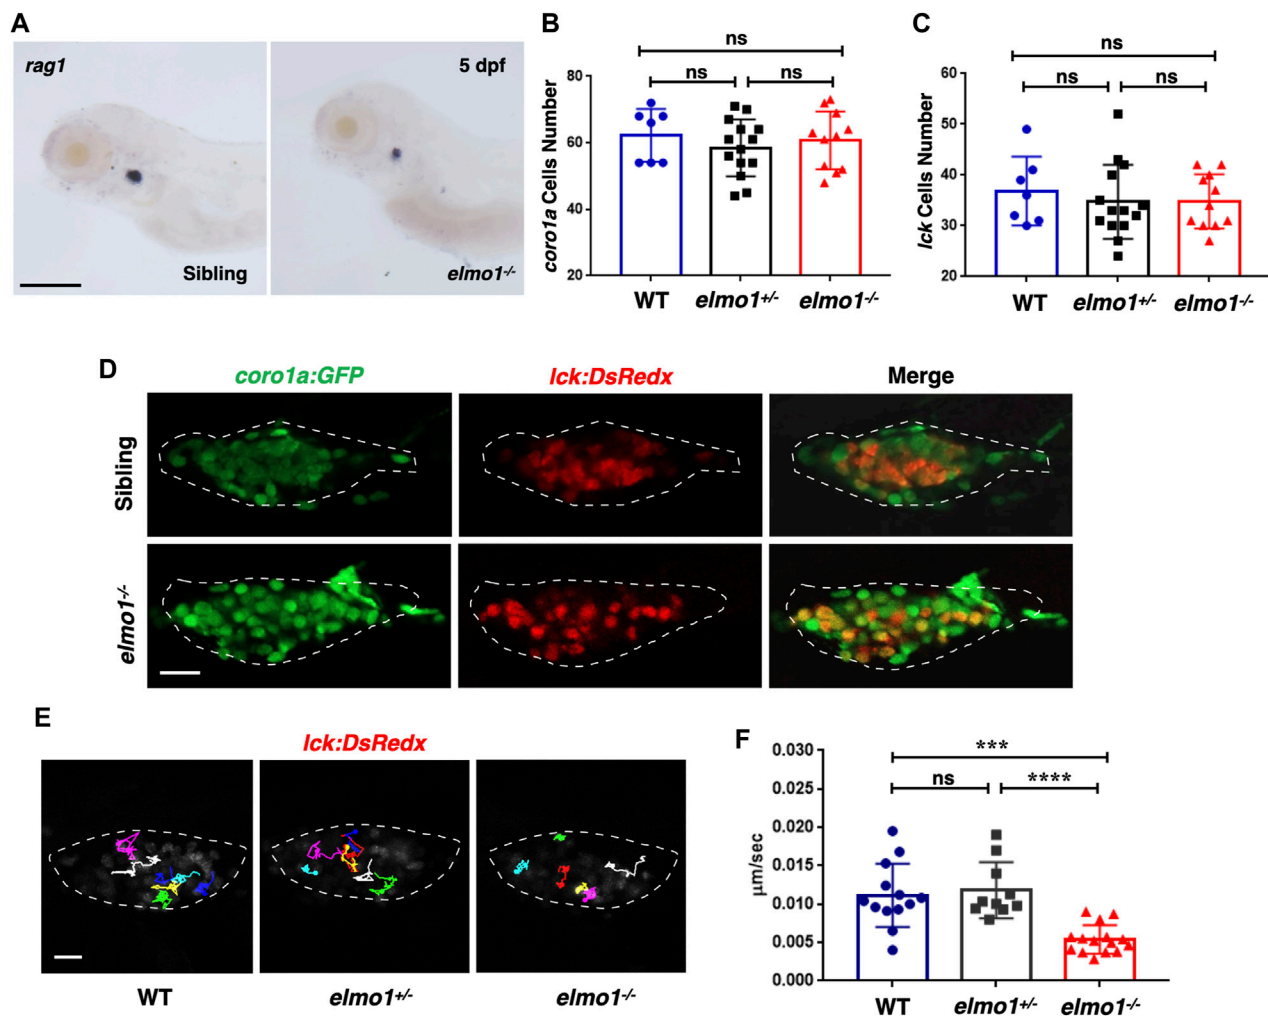 A
rag1
5 dpf
Sibling
elmo1-/-
B
ns
ns
ns
coro1a Cells Number
80
60
40
20
WT
elmo1+/-
elmo1-/-
C
ns
ns
ns
lck Cells Number
60
50
40
30
20
WT
elmo1+/-
elmo1-/-
D
coro1a:GFP
lck:DsRedx
Merge
Sibling
elmo1-/-
E
lck:DsRedx
WT
elmo1+/-
elmo1-/-
F
***
ns
****
μm/sec
0.030
0.025
0.020
0.015
0.010
0.005
0.000
WT
elmo1+/-
elmo1-/-